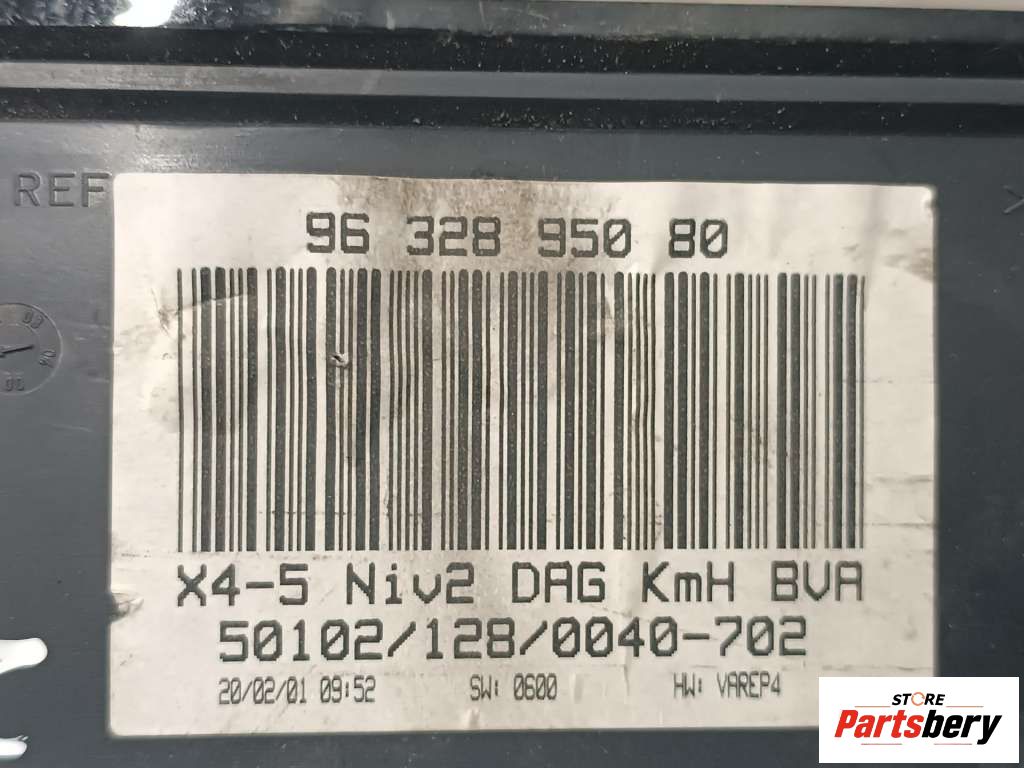 REF
96 328 950 80
X4-5 Niv2 DAG KmH BVA
50102/128/0040-702
20/02/01 09:52 SW: 0600 HW: VAREP4
STORE
Partsbery